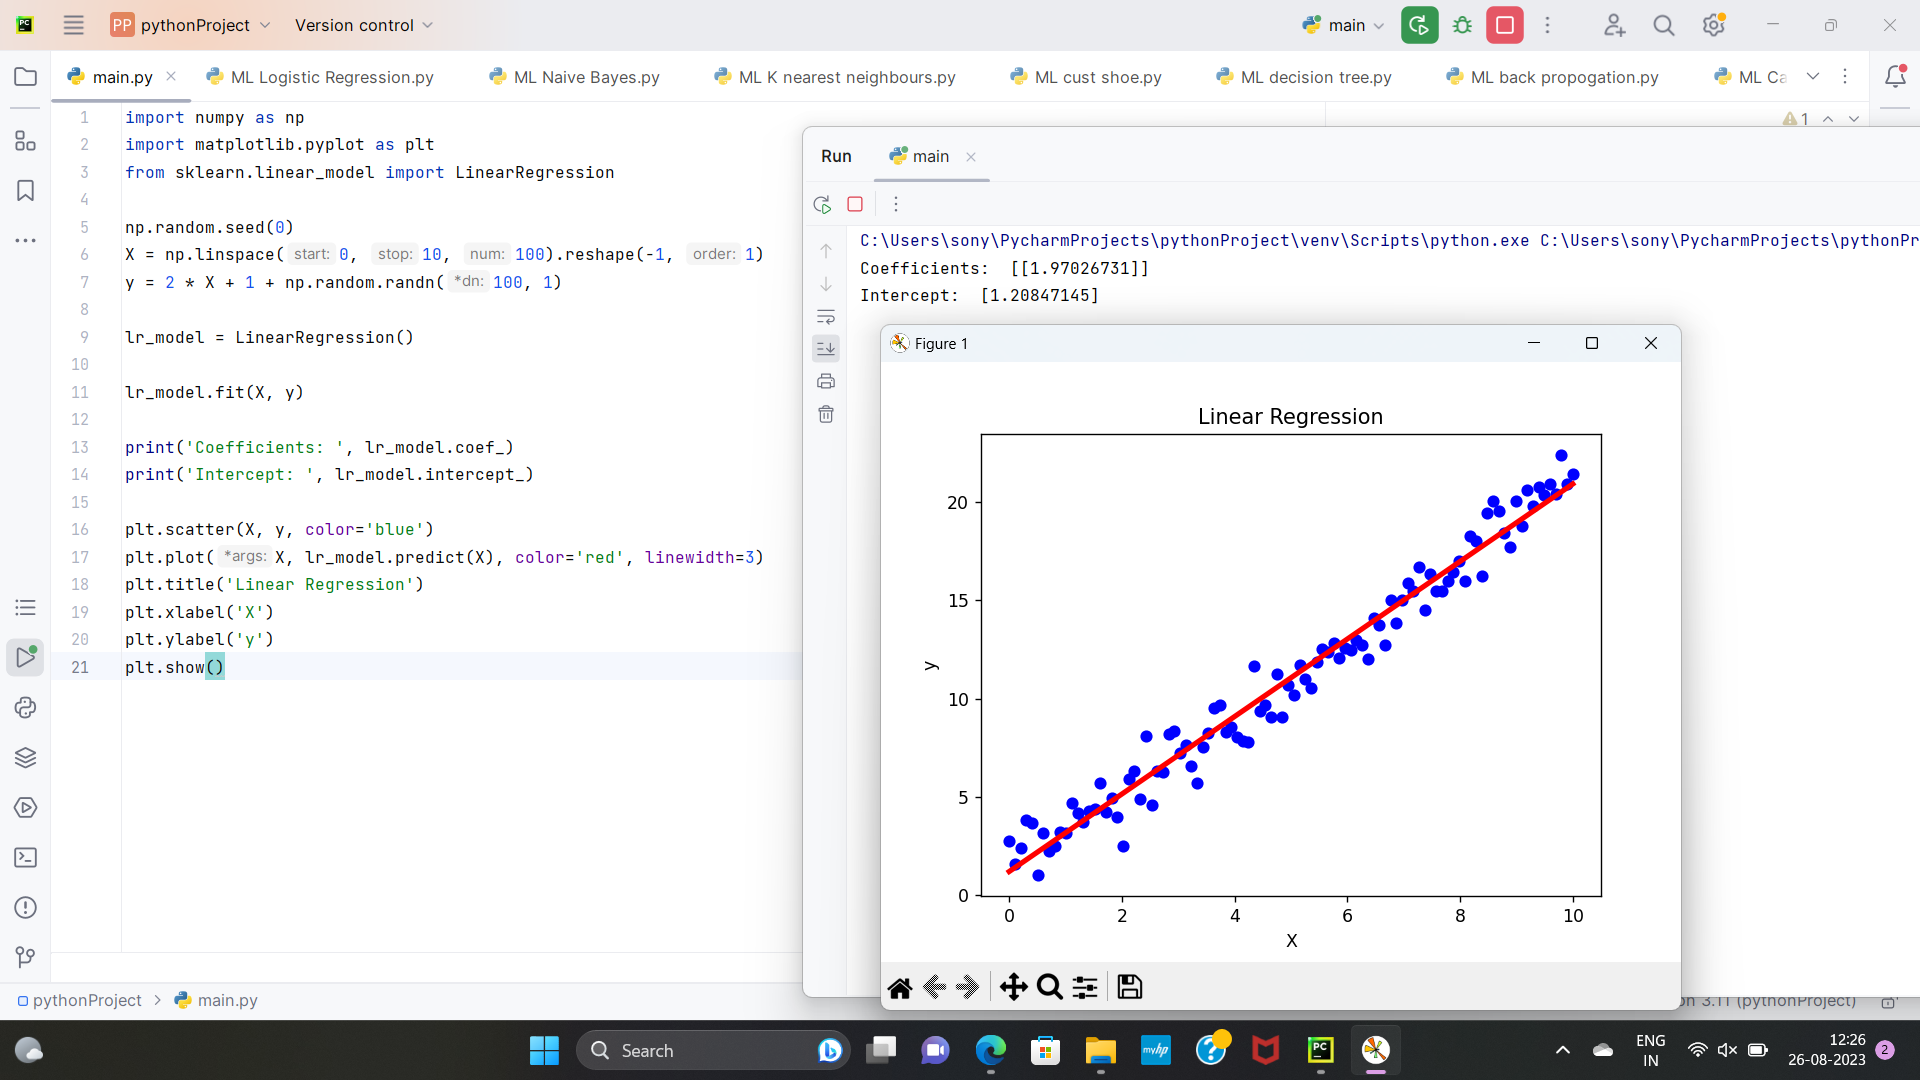 PP pythonProject Version control main
main.py ML Logistic Regression.py ML Naive Bayes.py ML K nearest neighbours.py ML cust shoe.py ML decision tree.py ML back propogation.py ML Ca
1 import numpy as np
2 import matplotlib.pyplot as plt
3 from sklearn.linear_model import LinearRegression
4
5 np.random.seed(0)
6 X = np.linspace( start: 0, stop: 10, num: 100).reshape(-1, order: 1)
7 y = 2 * X + 1 + np.random.randn( *dn: 100, 1)
8
9 lr_model = LinearRegression()
10
11 lr_model.fit(X, y)
12
13 print('Coefficients: ', lr_model.coef_)
14 print('Intercept: ', lr_model.intercept_)
15
16 plt.scatter(X, y, color='blue')
17 plt.plot( *args: X, lr_model.predict(X), color='red', linewidth=3)
18 plt.title('Linear Regression')
19 plt.xlabel('X')
20 plt.ylabel('y')
21 plt.show()
1
Run main
C:\Users\sony\PycharmProjects\pythonProject\venv\Scripts\python.exe C:\Users\sony\PycharmProjects\pythonPr
Coefficients:  [[1.97026731]]
Intercept:  [1.20847145]
Figure 1
Linear Regression
20
15
y
10
5
0
0 2 4 6 8 10
X
pythonProject > main.py
on 3.11 (pythonProject)
Search
myhp
PC
ENG
IN
12:26
26-08-2023
2